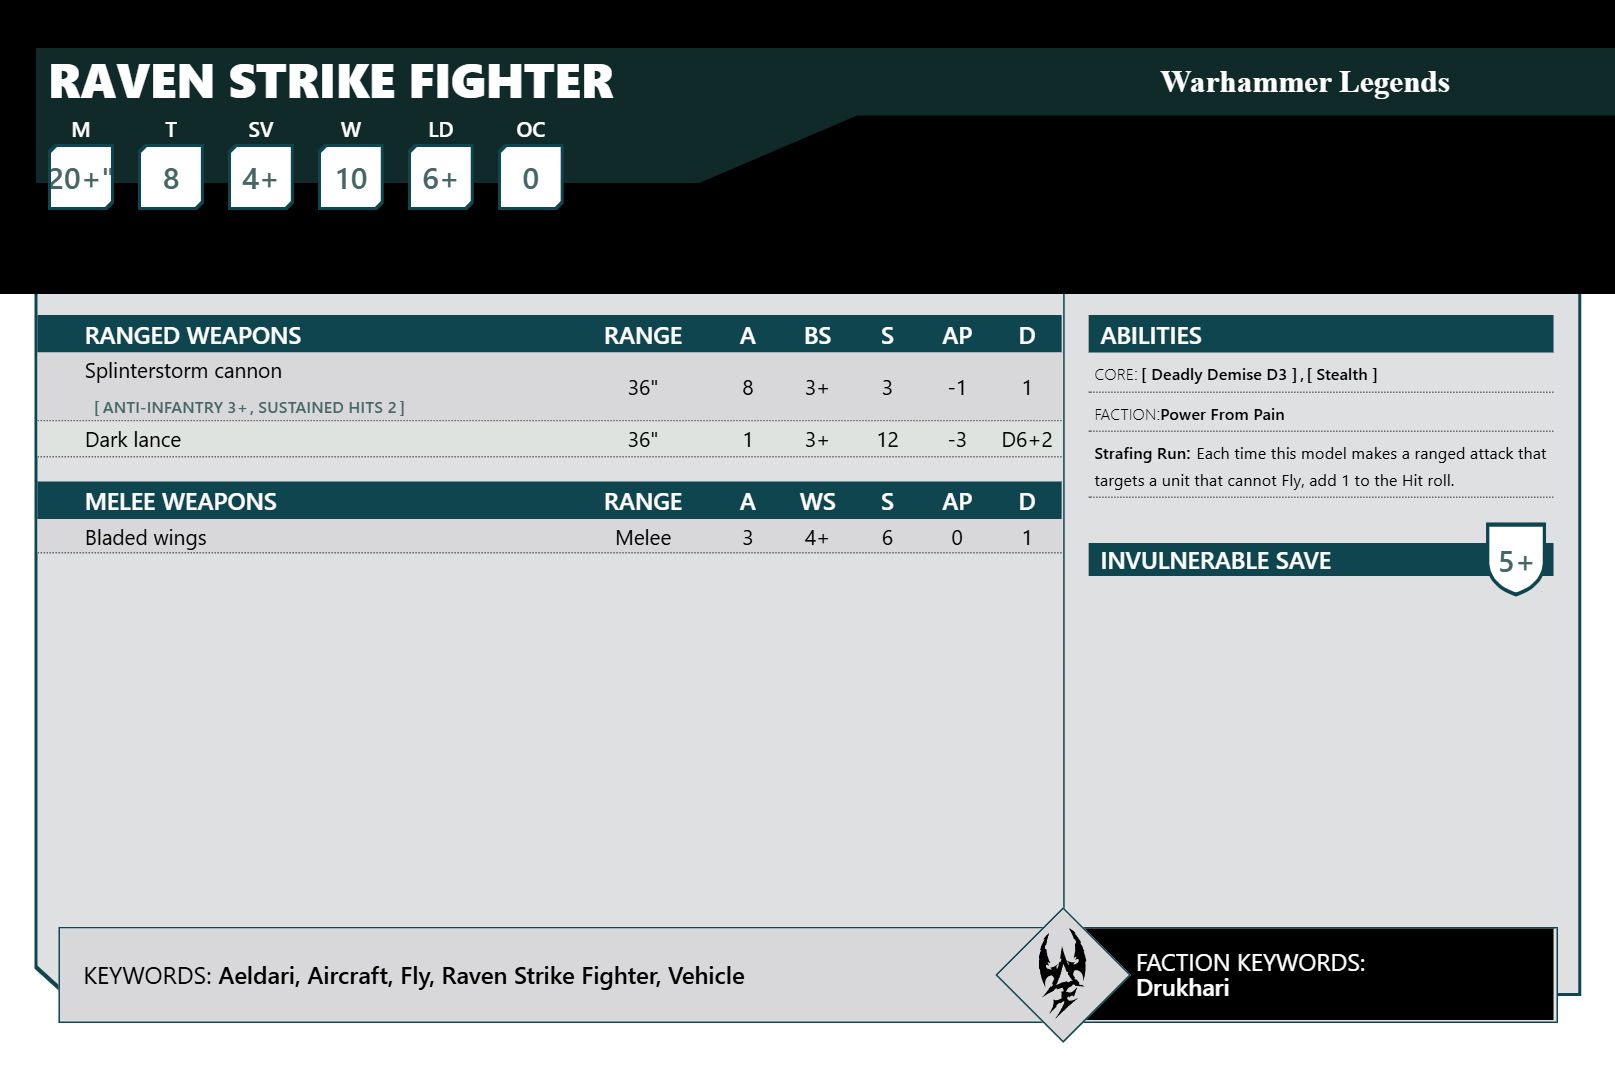 RAVEN STRIKE FIGHTER
Warhammer Legends
M T SV W LD OC
20+" 8 4+ 10 6+ 0
RANGED WEAPONS RANGE A BS S AP D
Splinterstorm cannon 36" 8 3+ 3 -1 1
[ ANTI-INFANTRY 3+, SUSTAINED HITS 2 ]
Dark lance 36" 1 3+ 12 -3 D6+2
MELEE WEAPONS RANGE A WS S AP D
Bladed wings Melee 3 4+ 6 0 1
ABILITIES
CORE: [ Deadly Demise D3 ] , [ Stealth ]
FACTION:Power From Pain
Strafing Run: Each time this model makes a ranged attack that
targets a unit that cannot Fly, add 1 to the Hit roll.
INVULNERABLE SAVE 5+
KEYWORDS: Aeldari, Aircraft, Fly, Raven Strike Fighter, Vehicle
FACTION KEYWORDS:
Drukhari